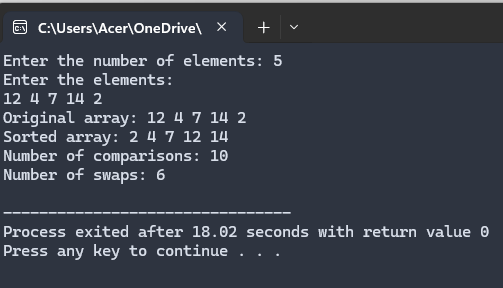 C:\Users\Acer\OneDrive\
Enter the number of elements: 5
Enter the elements:
12 4 7 14 2
Original array: 12 4 7 14 2
Sorted array: 2 4 7 12 14
Number of comparisons: 10
Number of swaps: 6
--------------------------------
Process exited after 18.02 seconds with return value 0
Press any key to continue . . .